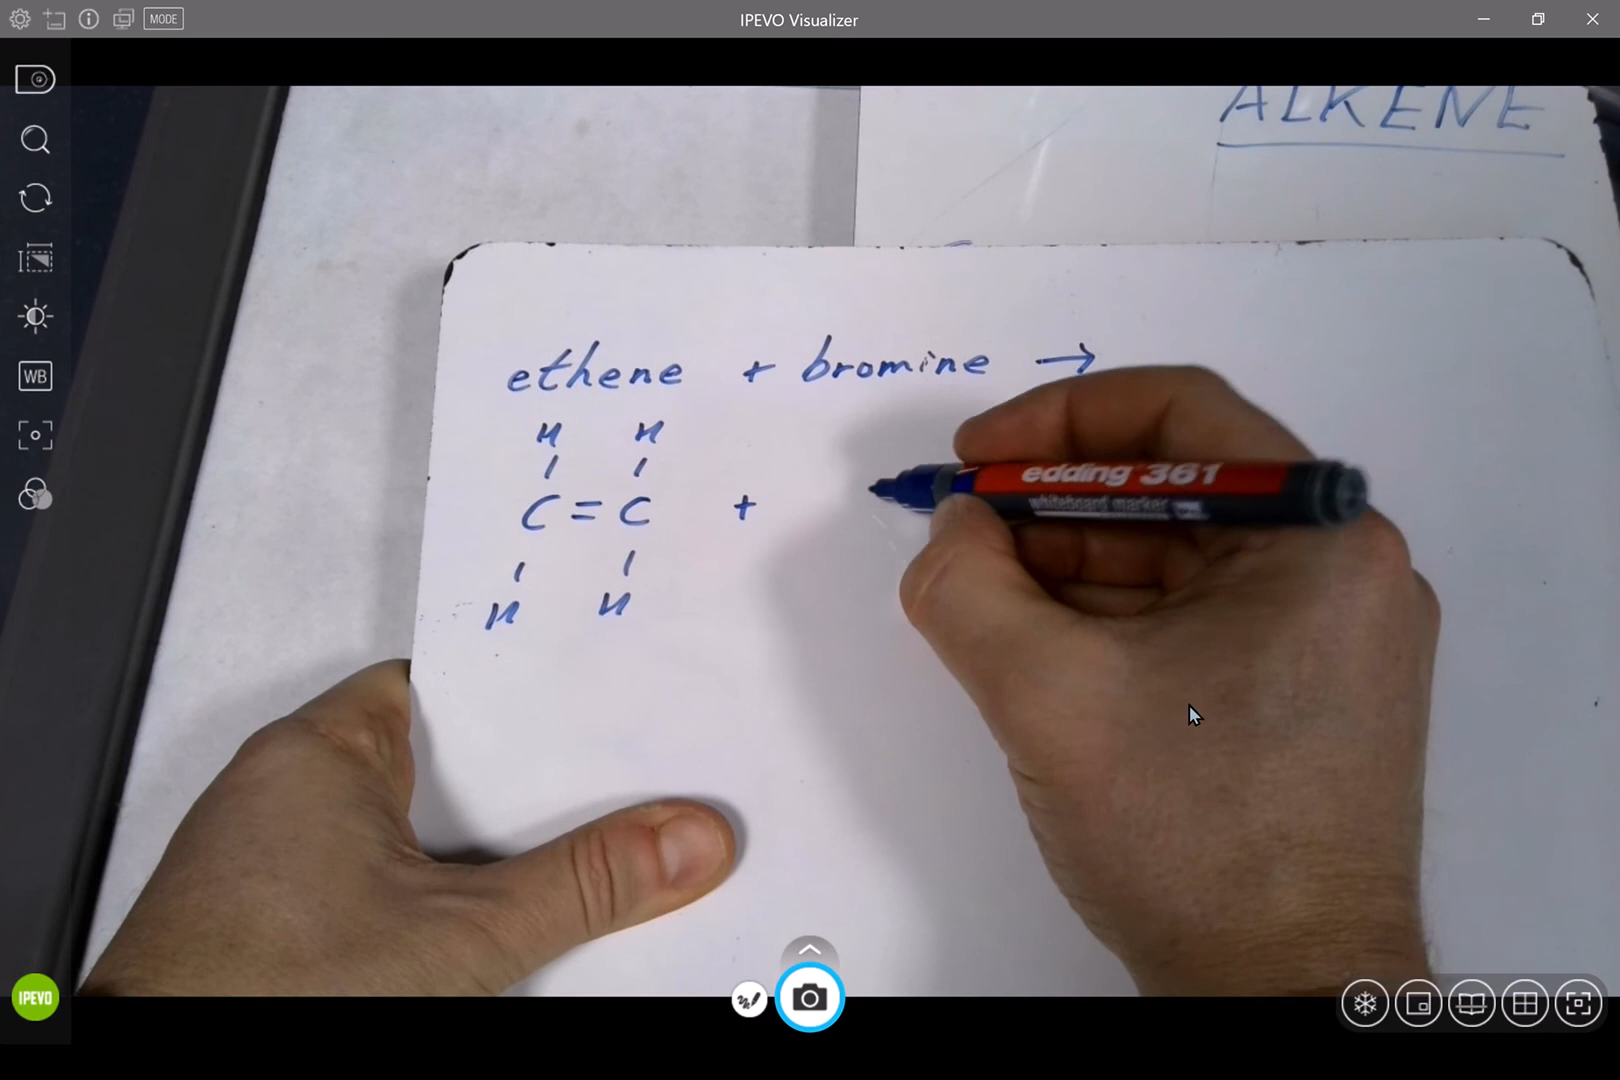 MODE
IPEVO Visualizer
ALKENE
WB
ethene + bromine →
H H
C = C +
H H
edding 361
whiteboard marker
IPEVO